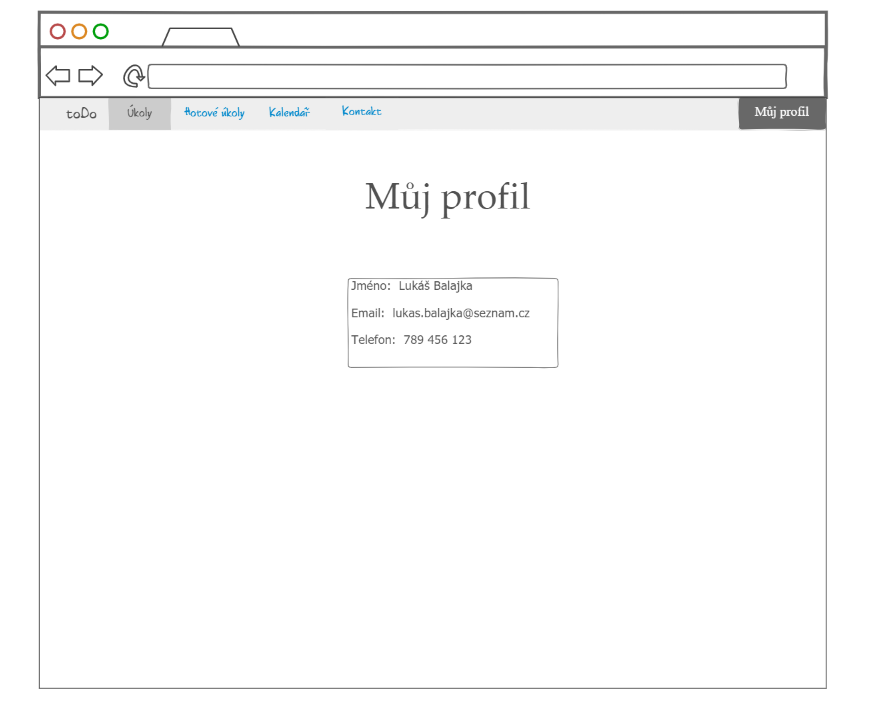 toDo Úkoly Hotové úkoly Kalendař Kontakt Můj profil
Můj profil
Jméno: Lukáš Balajka
Email: lukas.balajka@seznam.cz
Telefon: 789 456 123